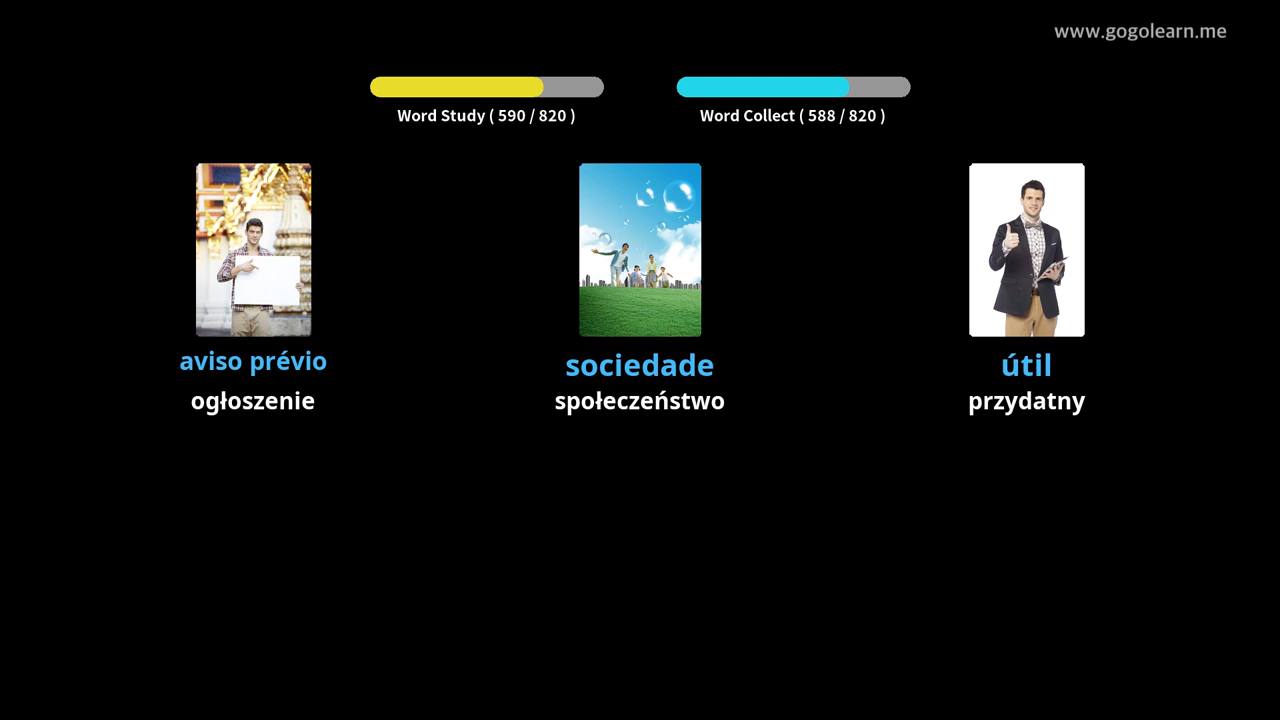 www.gogolearn.me
Word Study ( 590 / 820 )
Word Collect ( 588 / 820 )
aviso prévio
sociedade
útil
ogłoszenie
społeczeństwo
przydatny